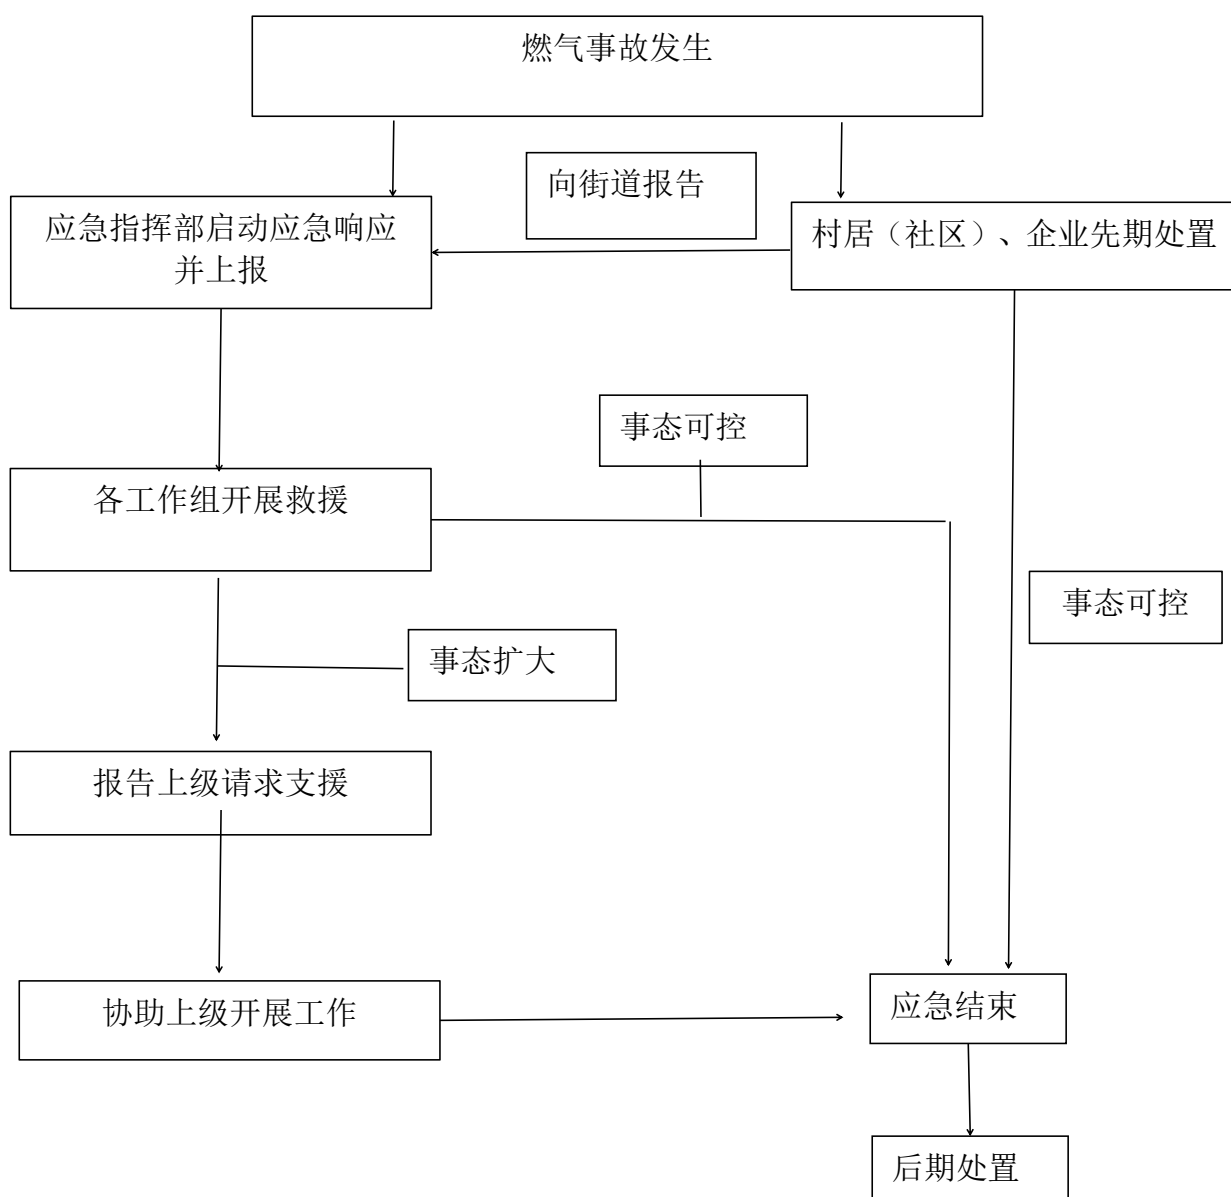 燃气事故发生
向街道报告
应急指挥部启动应急响应
并上报
村居（社区）、企业先期处置
事态可控
各工作组开展救援
事态可控
事态扩大
报告上级请求支援
协助上级开展工作
应急结束
后期处置